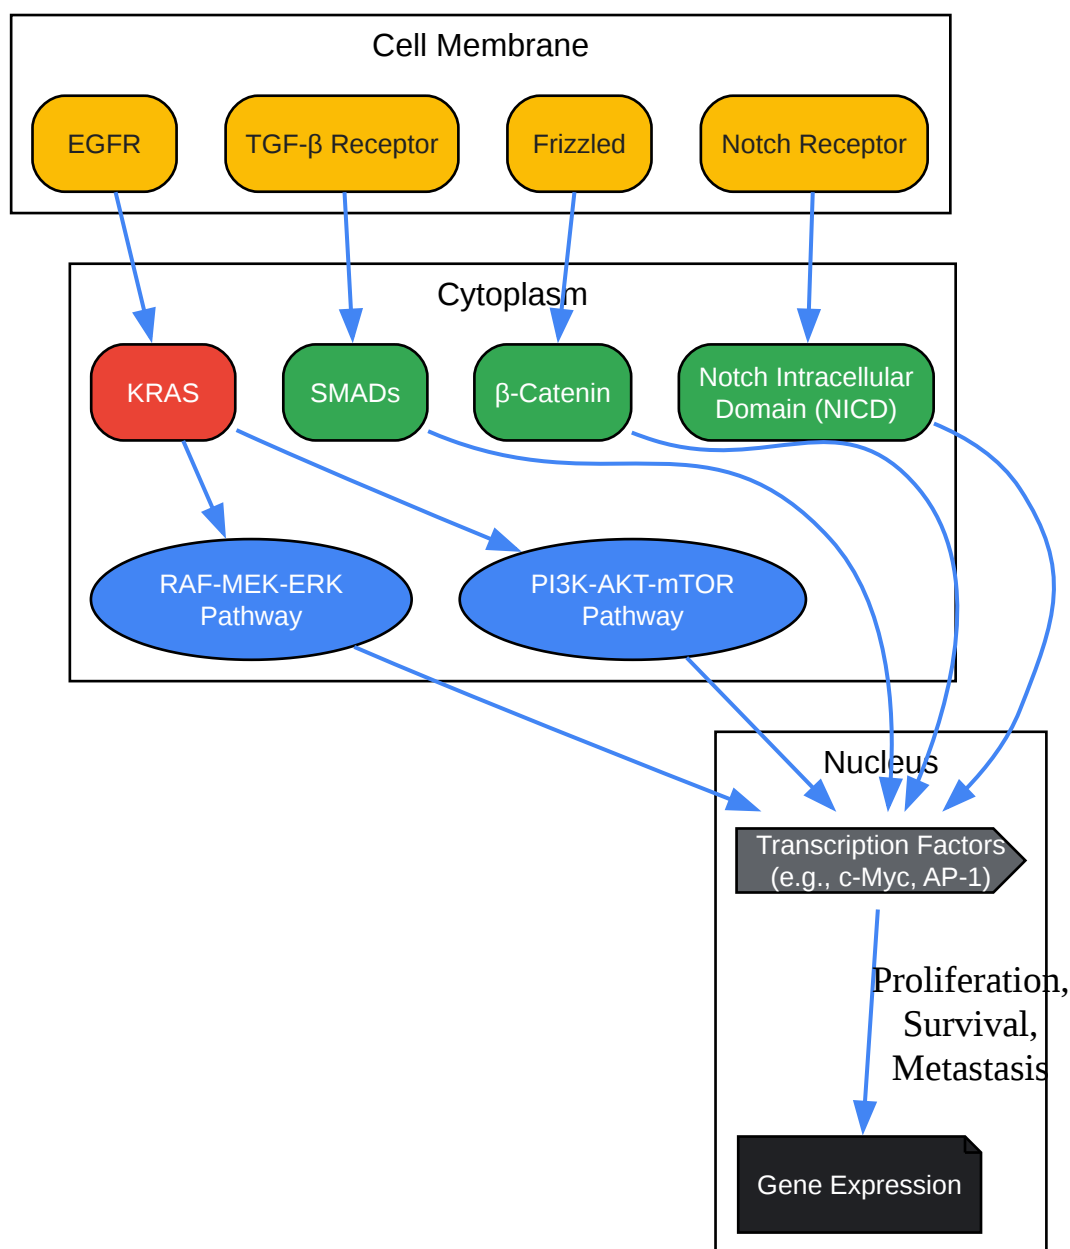 Cell Membrane
EGFR
TGF-β Receptor
Frizzled
Notch Receptor
Cytoplasm
KRAS
SMADs
β-Catenin
Notch Intracellular
Domain (NICD)
RAF-MEK-ERK
Pathway
PI3K-AKT-mTOR
Pathway
Nucleus
Transcription Factors
(e.g., c-Myc, AP-1)
Proliferation,
Survival,
Metastasis
Gene Expression